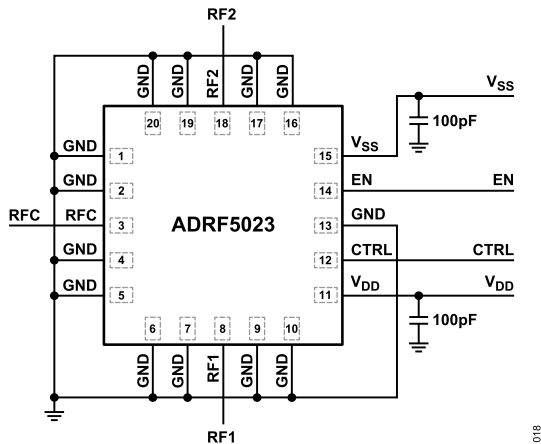 RF2
GND
GND
RF2
GND
GND
20
19
18
17
16
VSS
100pF
GND
1
15
VSS
GND
2
14
EN
EN
RFC
RFC
3
ADRF5023
13
GND
GND
4
12
CTRL
CTRL
GND
5
11
VDD
VDD
100pF
6
7
8
9
10
GND
GND
RF1
GND
GND
RF1
018